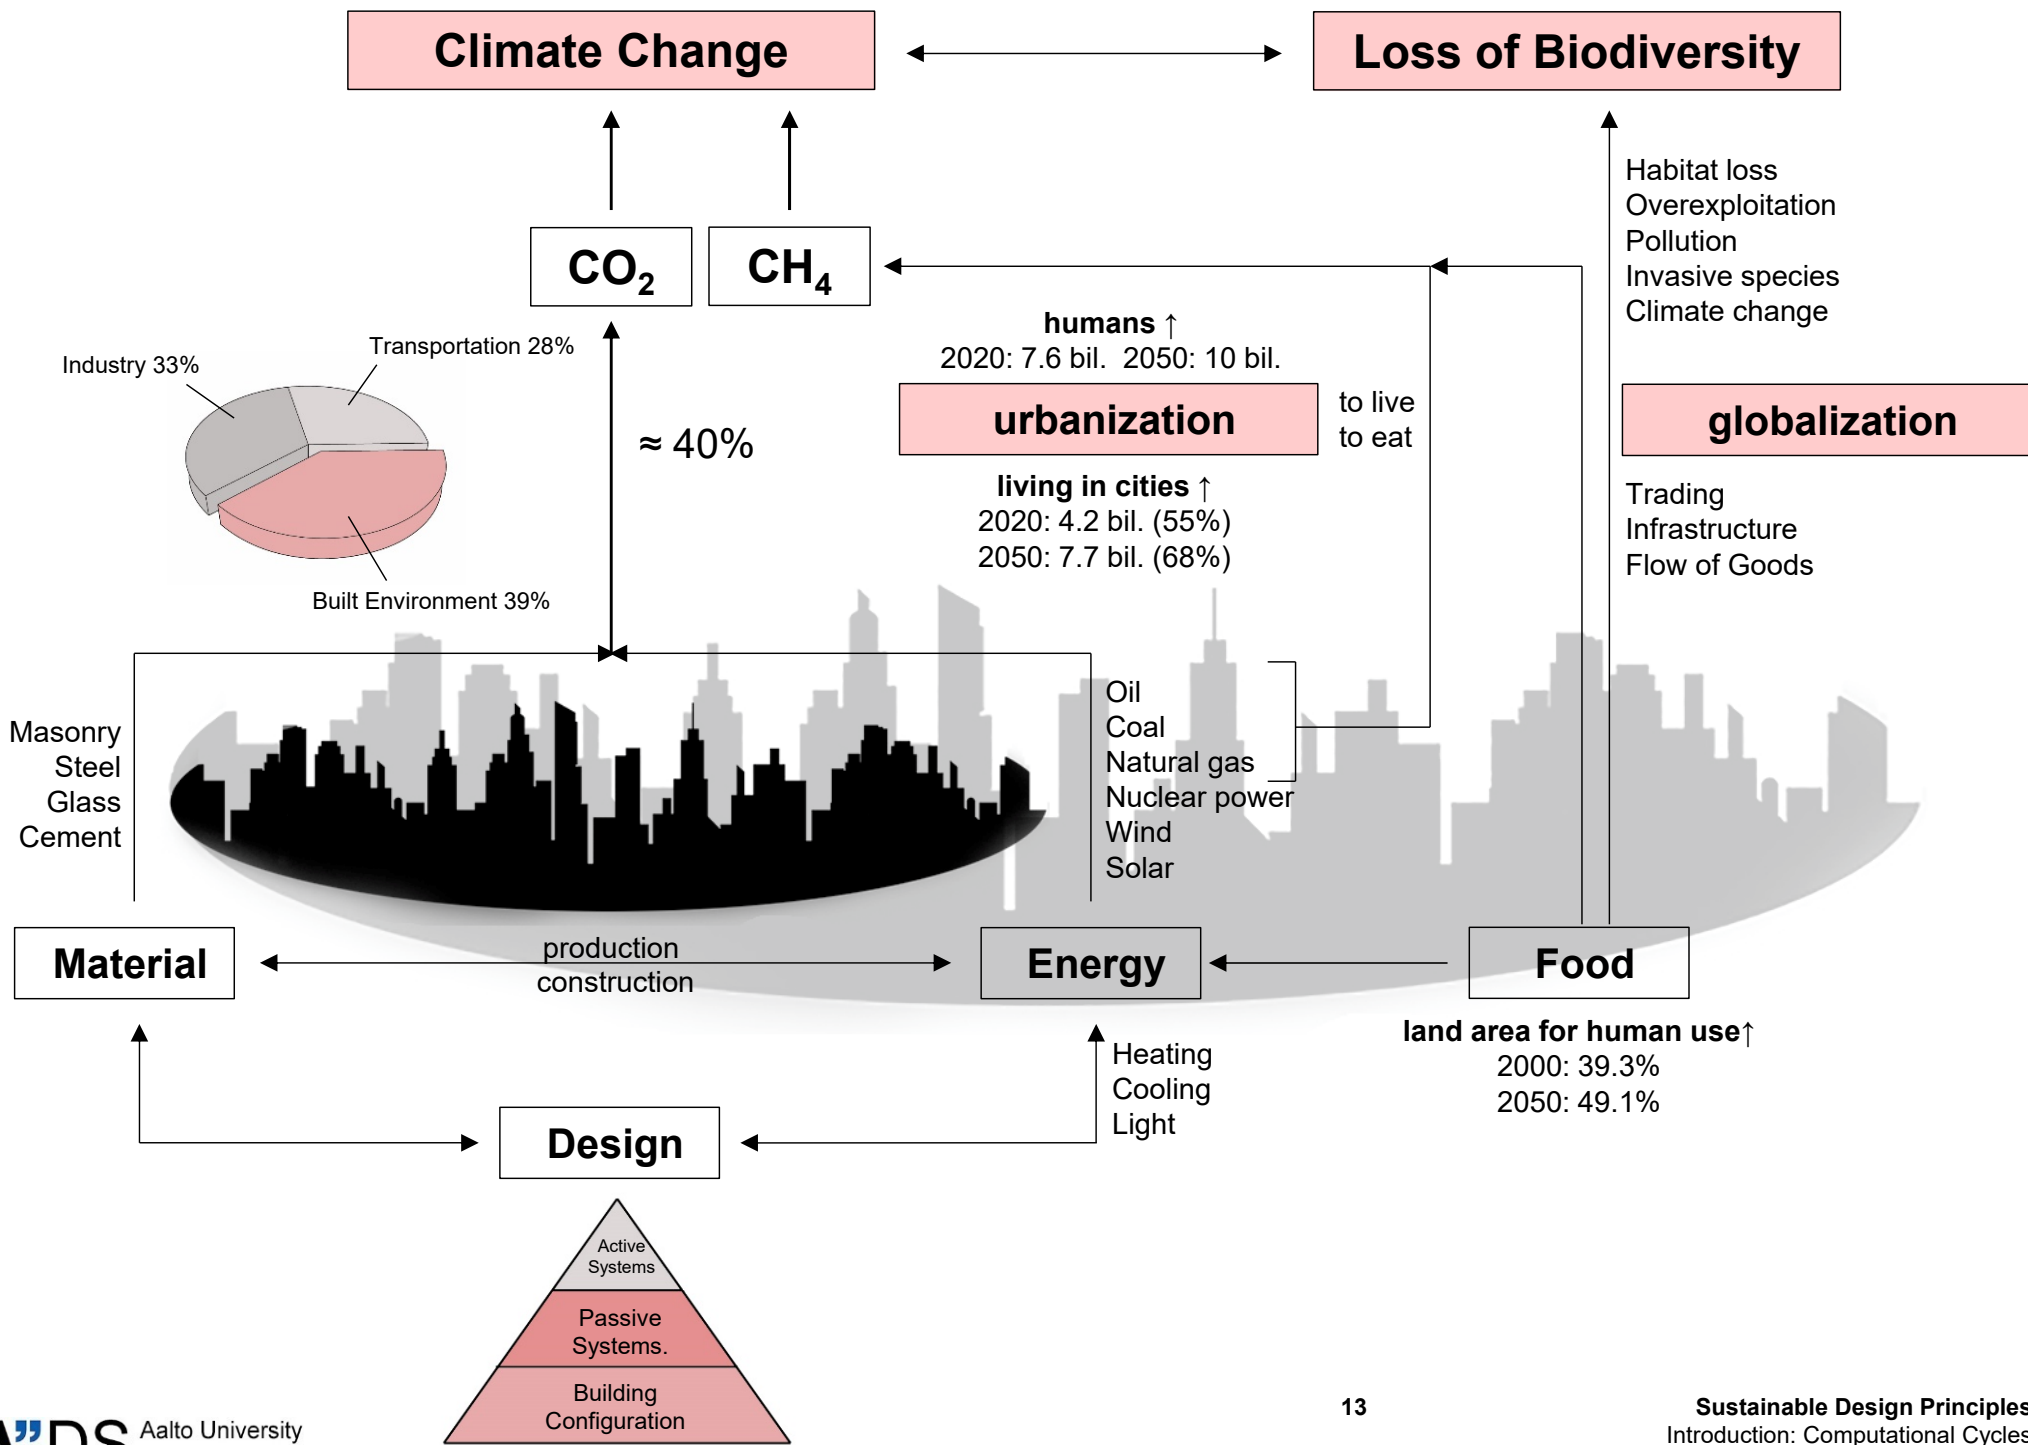 Climate Change
Loss of Biodiversity
CO2
CH4
Habitat loss
Overexploitation
Pollution
Invasive species
Climate change
humans ↑
2020: 7.6 bil. 2050: 10 bil.
urbanization
to live
to eat
globalization
living in cities ↑
2020: 4.2 bil. (55%)
2050: 7.7 bil. (68%)
Trading
Infrastructure
Flow of Goods
Industry 33%
Transportation 28%
≈ 40%
Built Environment 39%
Masonry
Steel
Glass
Cement
Oil
Coal
Natural gas
Nuclear power
Wind
Solar
Material
production
construction
Energy
Food
land area for human use↑
2000: 39.3%
2050: 49.1%
Heating
Cooling
Light
Design
Active
Systems
Passive
Systems.
Building
Configuration
Aalto University
13
Sustainable Design Principles
Introduction: Computational Cycles